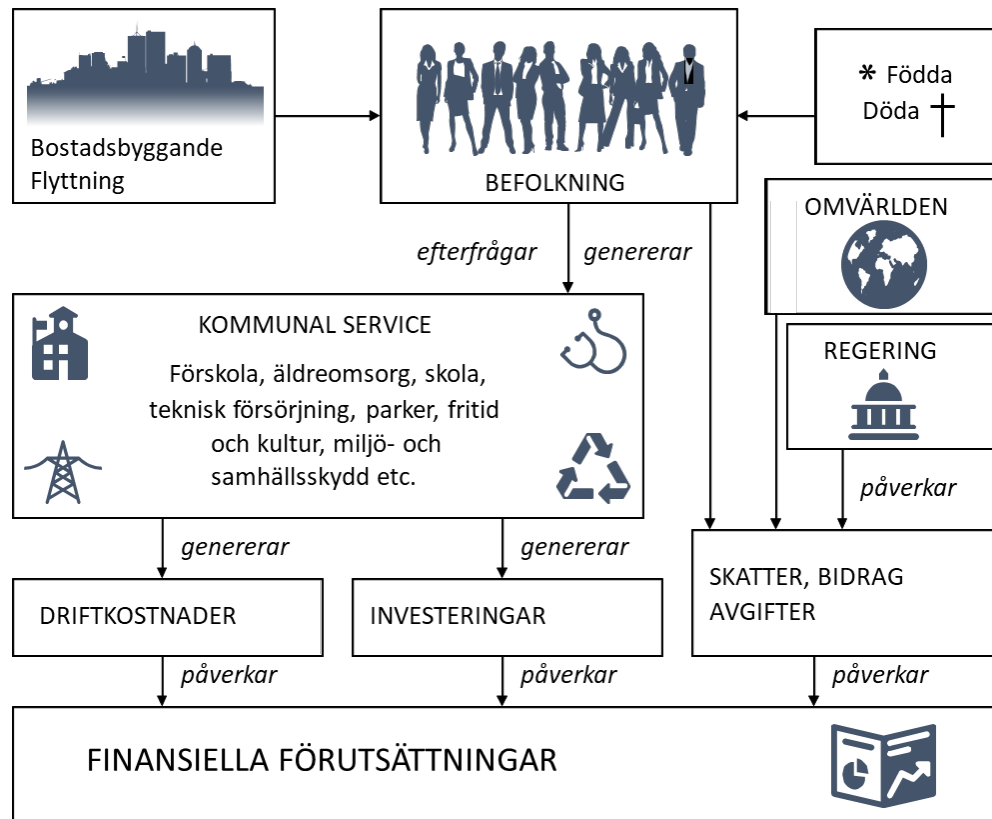 Bostadsbyggande
Flyttning
BEFOLKNING
* Födda
Döda †
OMVÄRLDEN
efterfrågar
genererar
REGERING
KOMMUNAL SERVICE
Förskola, äldreomsorg, skola,
teknisk försörjning, parker, fritid
och kultur, miljö- och
samhällsskydd etc.
påverkar
genererar
genererar
DRIFTKOSTNADER
INVESTERINGAR
SKATTER, BIDRAG
AVGIFTER
påverkar
påverkar
påverkar
FINANSIELLA FÖRUTSÄTTNINGAR